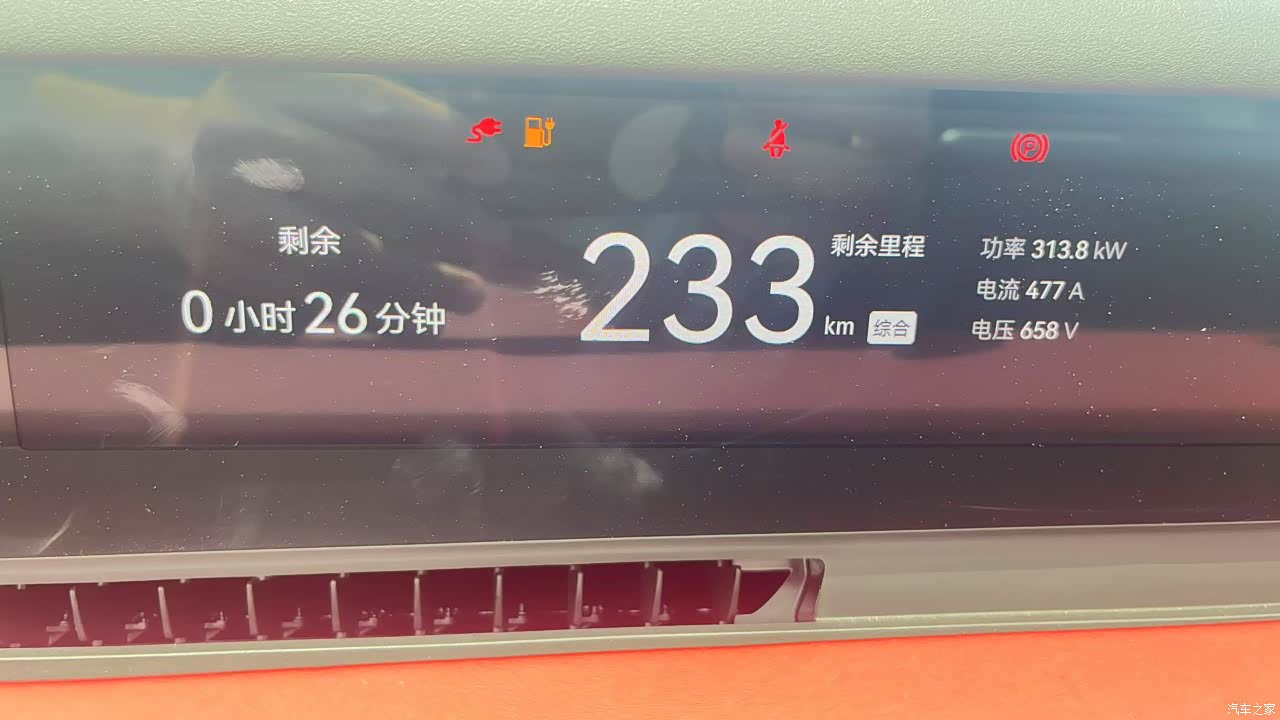 剩余
0 小时 26 分钟
233 km
剩余里程
综合
功率 313.8 kW
电流 477 A
电压 658 V
P
汽车之家